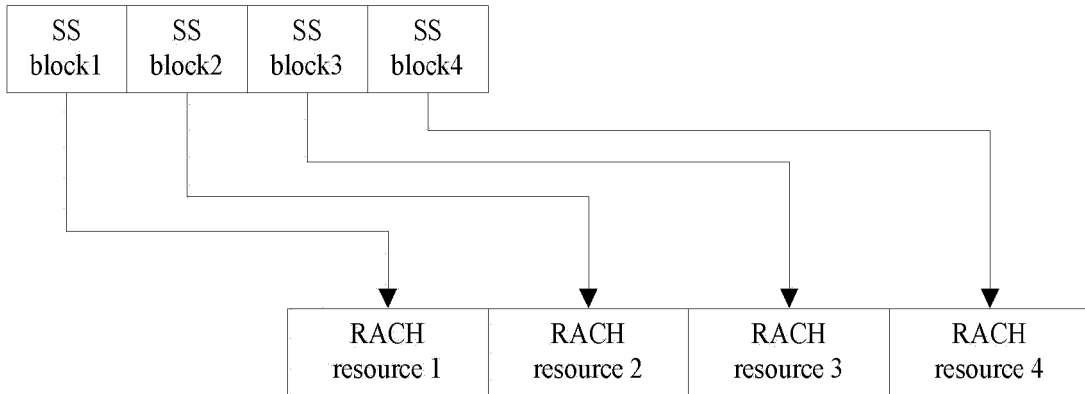 SS
block1
SS
block2
SS
block3
SS
block4
RACH
resource 1
RACH
resource 2
RACH
resource 3
RACH
resource 4